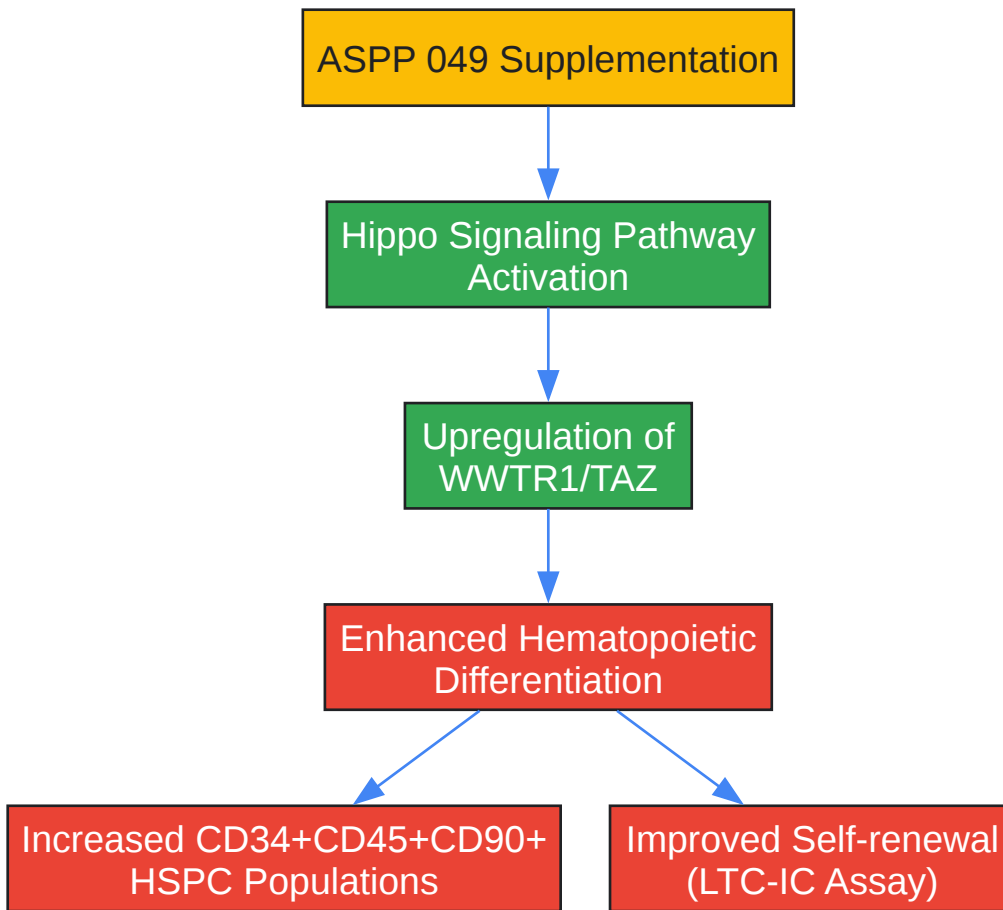 ASPP 049 Supplementation
Hippo Signaling Pathway
Activation
Upregulation of
WWTR1/TAZ
Enhanced Hematopoietic
Differentiation
Increased CD34+CD45+CD90+
HSPC Populations
Improved Self-renewal
(LTC-IC Assay)